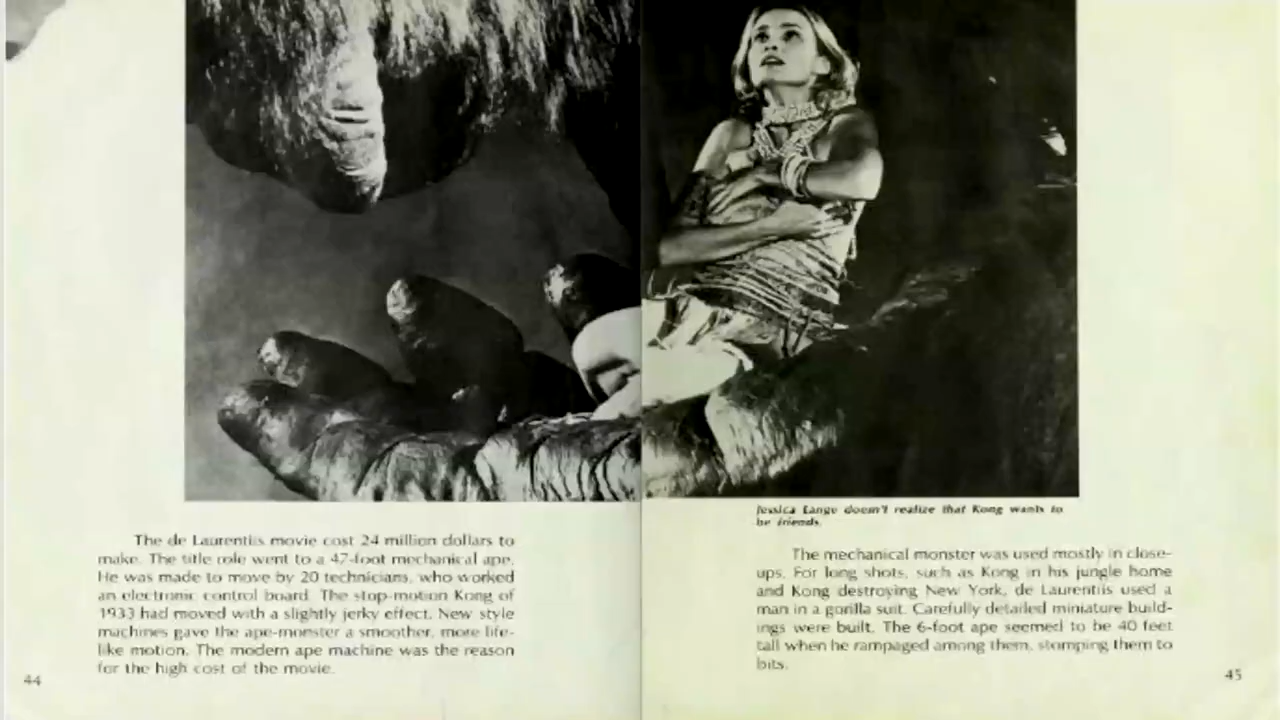 The de Laurentiis movie cost 24 million dollars to
make. The title role went to a 47-foot mechanical ape.
He was made to move by 20 technicians, who worked
an electronic control board. The stop-motion Kong of
1933 had moved with a slightly jerky effect. New style
machines gave the ape-monster a smoother, more life-
like motion. The modern ape machine was the reason
for the high cost of the movie.
44
Jessica Lange doesn't realize that Kong wants to
be friends.
The mechanical monster was used mostly in close-
ups. For long shots, such as Kong in his jungle home
and Kong destroying New York, de Laurentiis used a
man in a gorilla suit. Carefully detailed miniature build-
ings were built. The 6-foot ape seemed to be 40 feet
tall when he rampaged among them, stomping them to
bits.
45